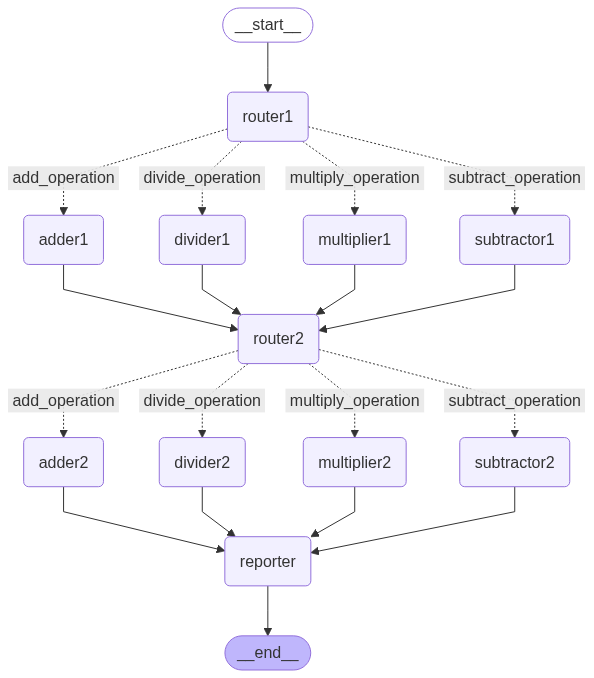 __start__
router1
add_operation
divide_operation
multiply_operation
subtract_operation
adder1
divider1
multiplier1
subtractor1
router2
add_operation
divide_operation
multiply_operation
subtract_operation
adder2
divider2
multiplier2
subtractor2
reporter
__end__